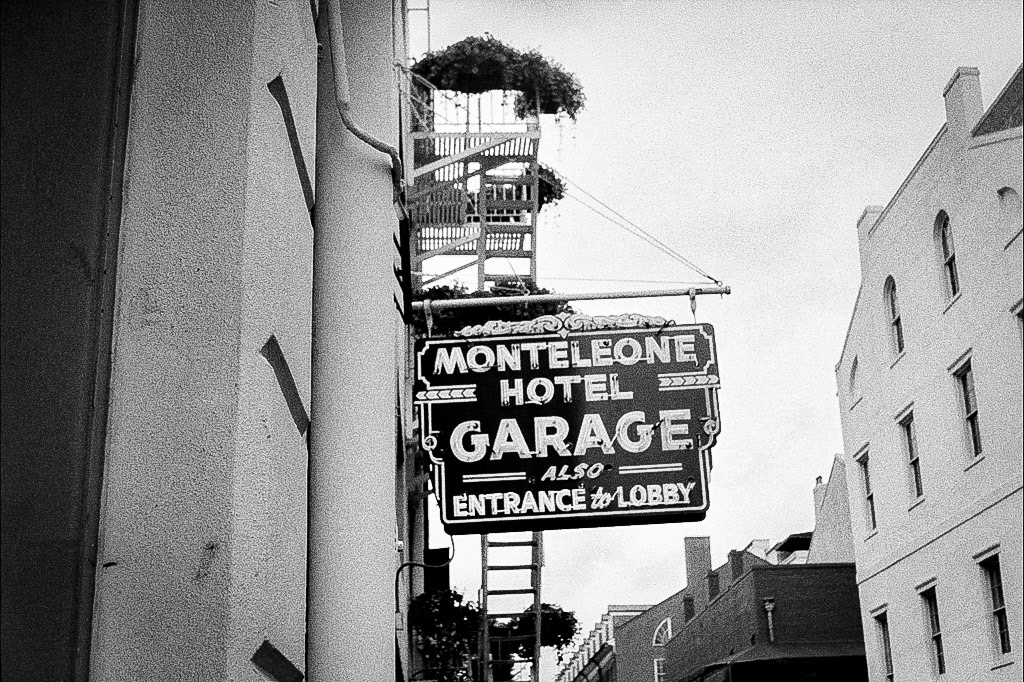 MONTELEONE
HOTEL
GARAGE
ALSO
ENTRANCE to LOBBY